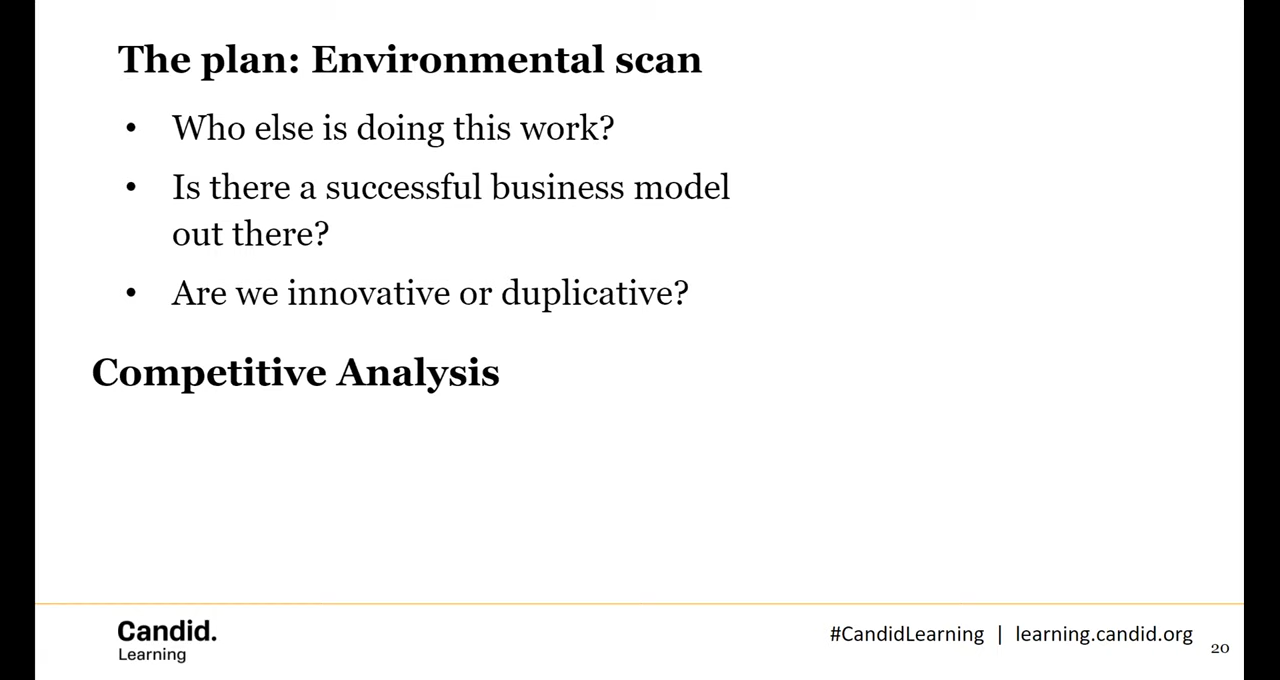 The plan: Environmental scan
• Who else is doing this work?
• Is there a successful business model
out there?
• Are we innovative or duplicative?
Competitive Analysis
Candid.
Learning
#CandidLearning | learning.candid.org
20